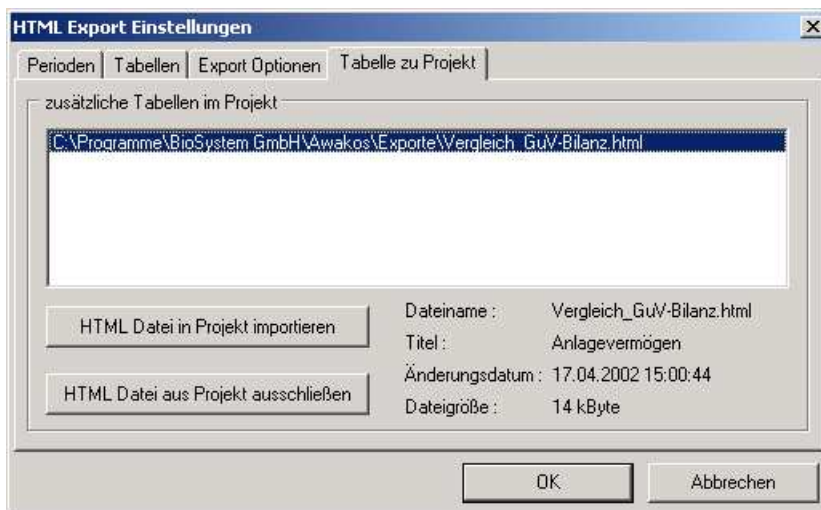 HTML Export Einstellungen
Perioden Tabellen Export Optionen Tabelle zu Projekt
zusätzliche Tabellen im Projekt
C:\Programme\BioSystem GmbH\Awakos\Exporte\Vergleich_GuV-Bilanz.html
HTML Datei in Projekt importieren
HTML Datei aus Projekt ausschließen
Dateiname : Vergleich_GuV-Bilanz.html
Titel : Anlagevermögen
Änderungsdatum : 17.04.2002 15:00:44
Dateigröße : 14 kByte
OK Abbrechen